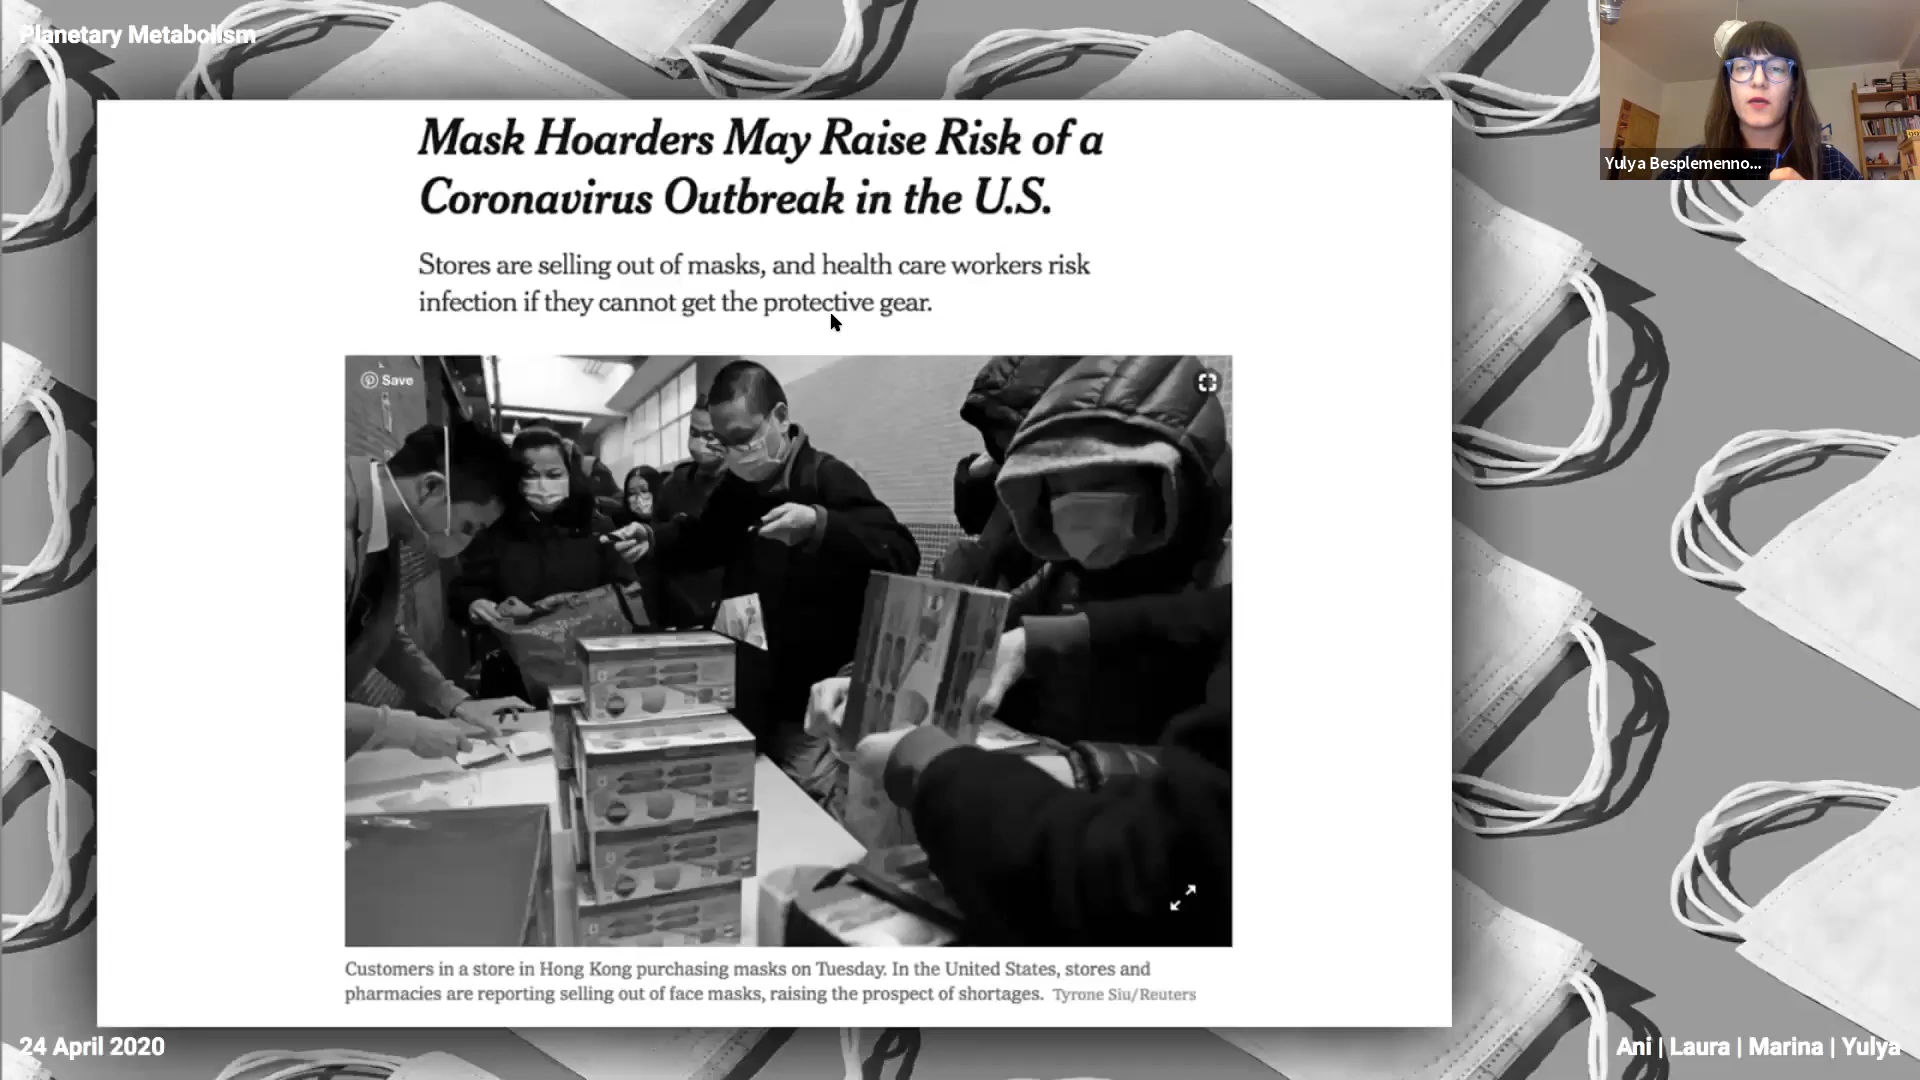 Planetary Metabolism
Yulya Besplemenno...
Mask Hoarders May Raise Risk of a
Coronavirus Outbreak in the U.S.
Stores are selling out of masks, and health care workers risk
infection if they cannot get the protective gear.
Save
Customers in a store in Hong Kong purchasing masks on Tuesday. In the United States, stores and
pharmacies are reporting selling out of face masks, raising the prospect of shortages. Tyrone Siu/Reuters
24 April 2020
Ani | Laura | Marina | Yulya